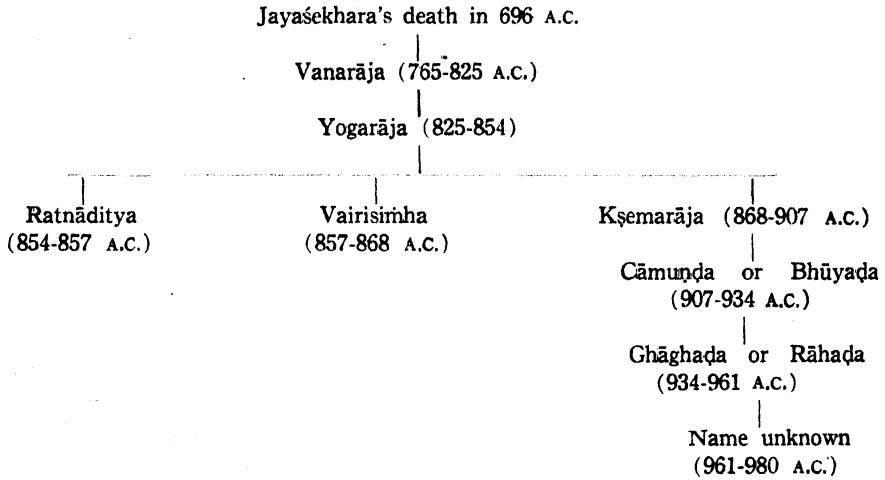 Jayaśekhara's death in 696 A.C.
Vanarāja (765-825 A.C.)
Yogarāja (825-854)
Ratnāditya
(854-857 A.C.)
Vairisiṁha
(857-868 A.C.)
Kṣemarāja (868-907 A.C.)
Cāmuṇḍa or Bhūyaḍa
(907-934 A.C.)
Ghāghaḍa or Rāhaḍa
(934-961 A.C.)
Name unknown
(961-980 A.C.)